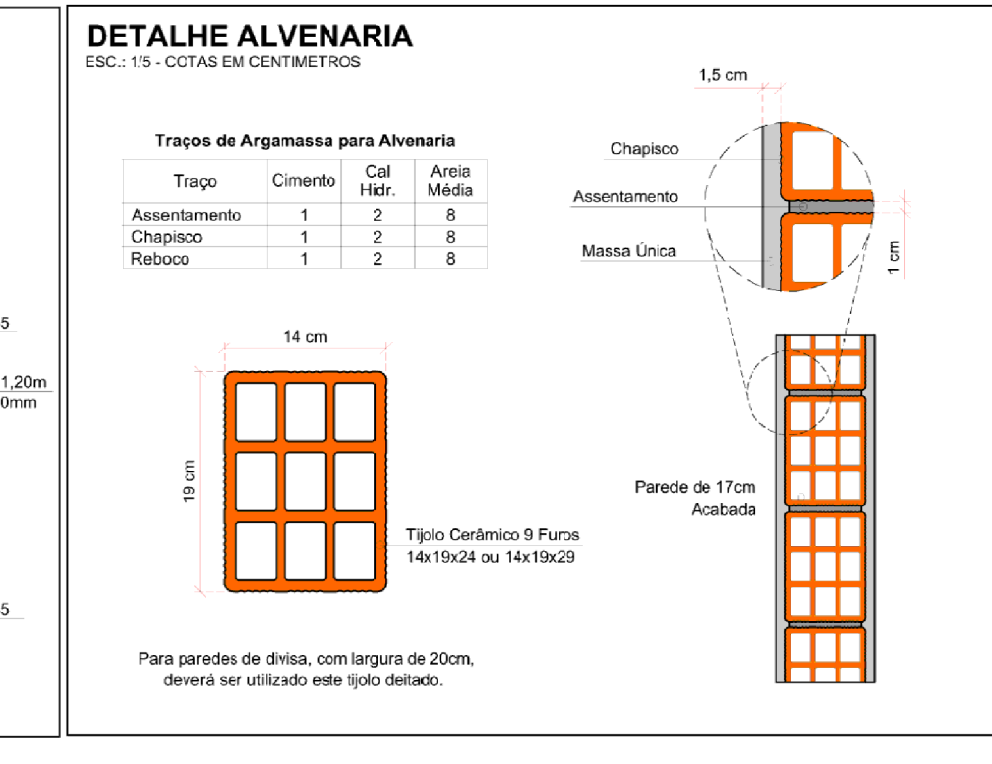 DETALHE ALVENARIA
ESC.: 1/5 - COTAS EM CENTIMETROS
Traços de Argamassa para Alvenaria
Traço Cimento Cal Hidr. Areia Média
Assentamento 1 2 8
Chapisco 1 2 8
Reboco 1 2 8
1,5 cm
Chapisco
Assentamento
Massa Única
1 cm
14 cm
19 cm
Tijolo Cerâmico 9 Furos
14x19x24 ou 14x19x29
Parede de 17cm
Acabada
Para paredes de divisa, com largura de 20cm,
deverá ser utilizado este tijolo deitado.
5
1,20m
0mm
5